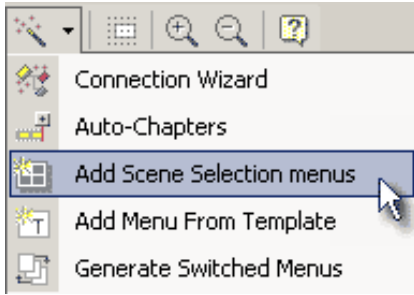 Connection Wizard
Auto-Chapters
Add Scene Selection menus
Add Menu From Template
Generate Switched Menus